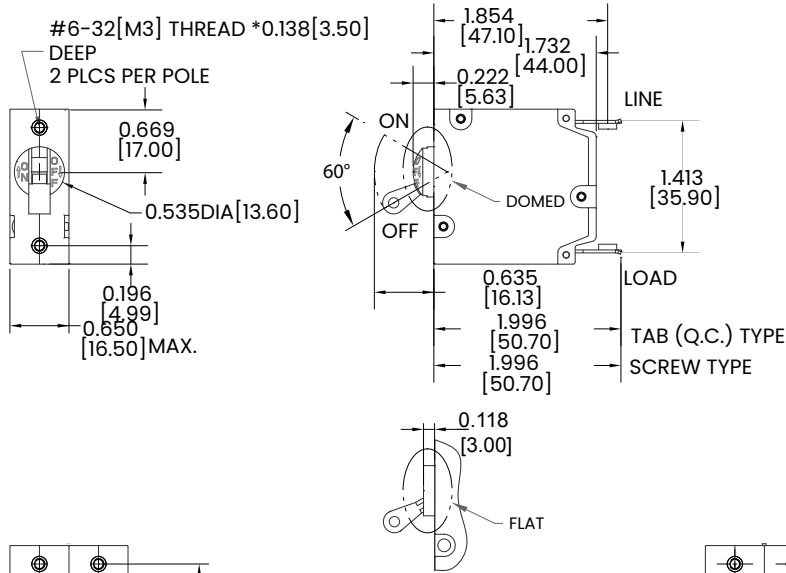 #6-32[M3] THREAD *0.138[3.50]
DEEP
2 PLCS PER POLE
0.669
[17.00]
ON
OFF
0.535DIA[13.60]
0.196
[4.99]
0.650
[16.50] MAX.
1.854
[47.10]
1.732
[44.00]
0.222
[5.63]
LINE
ON
60°
OFF
DOMED
1.413
[35.90]
0.635
[16.13]
LOAD
1.996
[50.70]
TAB (Q.C.) TYPE
1.996
[50.70]
SCREW TYPE
0.118
[3.00]
FLAT